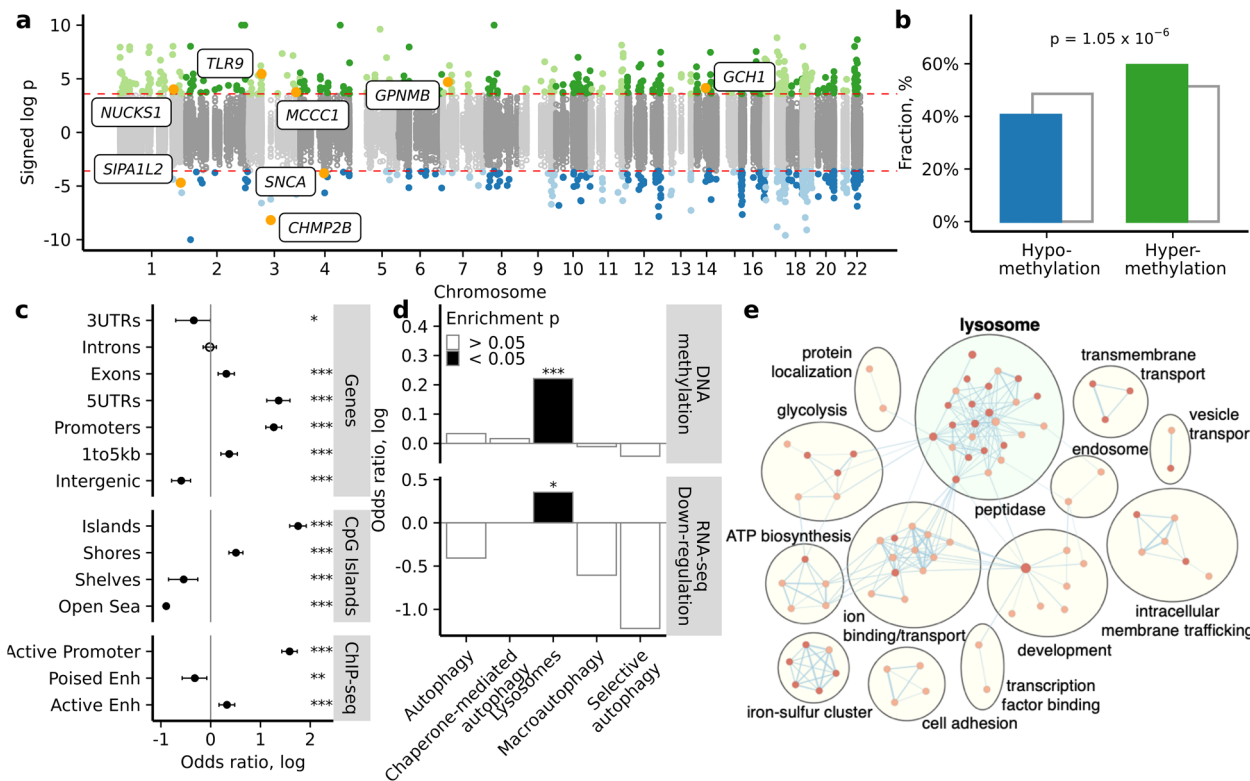 a
Signed log p
10
5
0
-5
-10
TLR9
NUCKS1
MCCC1
GPNMB
GCH1
SIPA1L2
SNCA
CHMP2B
1 2 3 4 5 6 7 8 9 10 11 12 13 14 16 18 20 22
Chromosome
b
p = 1.05 x 10⁻⁶
Fraction, %
60%
40%
20%
0%
Hypo-
methylation
Hyper-
methylation
c
3UTRs *
Introns
Exons ***
5UTRs ***
Promoters ***
1to5kb ***
Intergenic ***
Genes
Islands ***
Shores ***
Shelves ***
Open Sea ***
CpG Islands
Active Promoter ***
Poised Enh **
Active Enh ***
ChIP-seq
-1 0 1 2
Odds ratio, log
d
Enrichment p
> 0.05
< 0.05
Odds ratio, log
0.4
0.3
0.2
0.1
0.0
***
DNA
methylation
0.5
0.0
-0.5
-1.0
*
RNA-seq
Down-regulation
Autophagy
Chaperone-mediated
autophagy
Lysosomes
Macroautophagy
Selective
autophagy
e
lysosome
protein
localization
transmembrane
transport
glycolysis
vesicle
transport
endosome
peptidase
ATP biosynthesis
ion
binding/transport
intracellular
membrane trafficking
development
iron-sulfur cluster
cell adhesion
transcription
factor binding